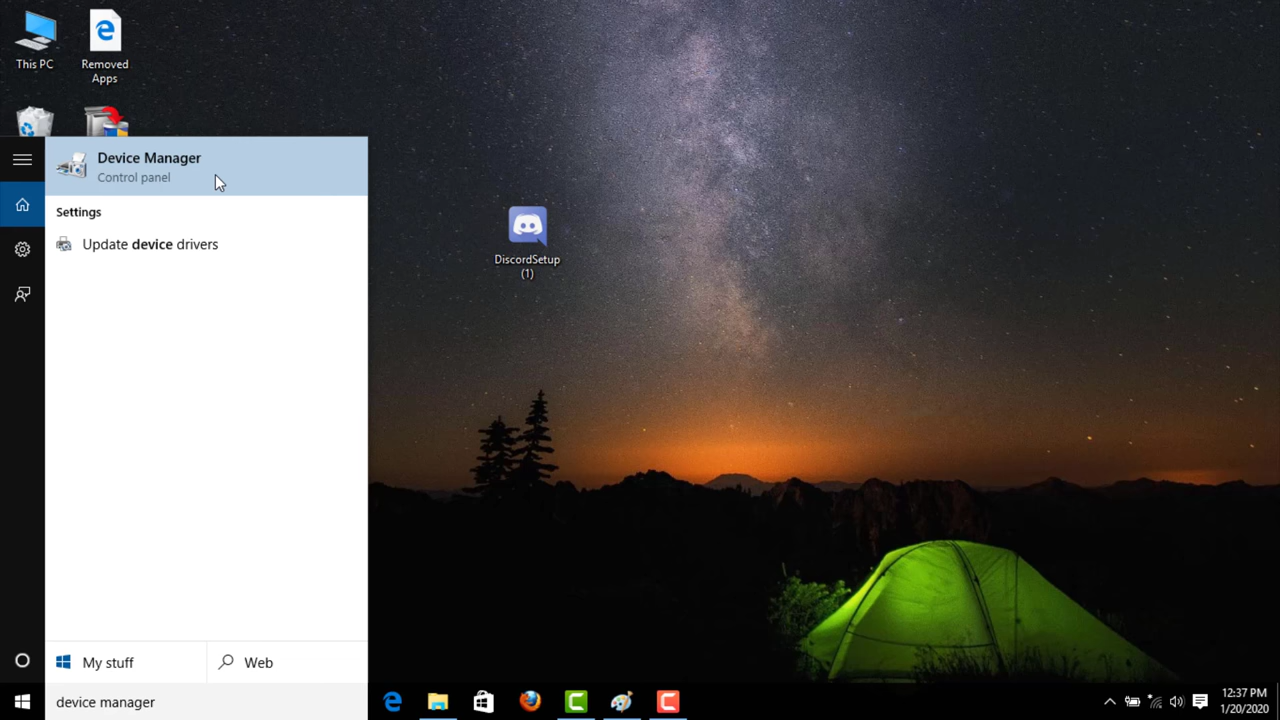 This PC
Removed
Apps
Device Manager
Control panel
Settings
Update device drivers
DiscordSetup
(1)
My stuff
Web
device manager
12:37 PM
1/20/2020